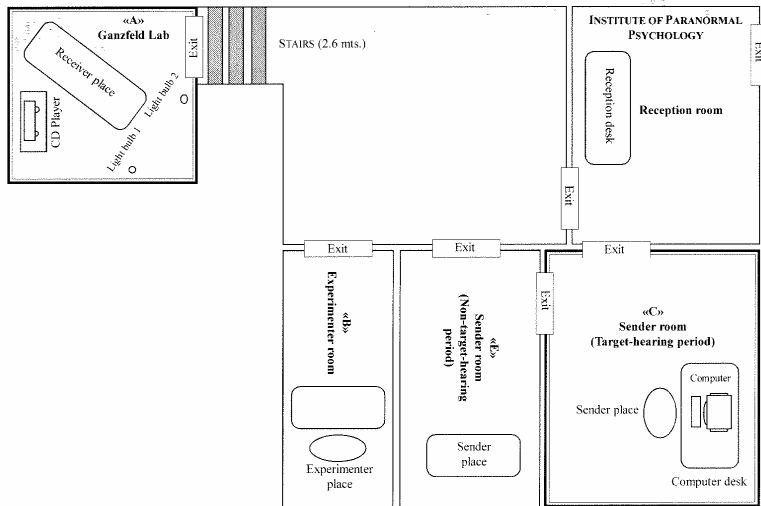 «A»
Ganzfeld Lab
Receiver place
CD Player
Light bulb 1
Light bulb 2
Exit
STAIRS (2.6 mts.)
INSTITUTE OF PARANORMAL
PSYCHOLOGY
Exit
Reception desk
Reception room
Exit
Exit
Exit
Exit
«B»
Experimenter room
Experimenter
place
«E»
Sender room
(Non-target-hearing
period)
Sender
place
Exit
«C»
Sender room
(Target-hearing period)
Computer
Sender place
Computer desk